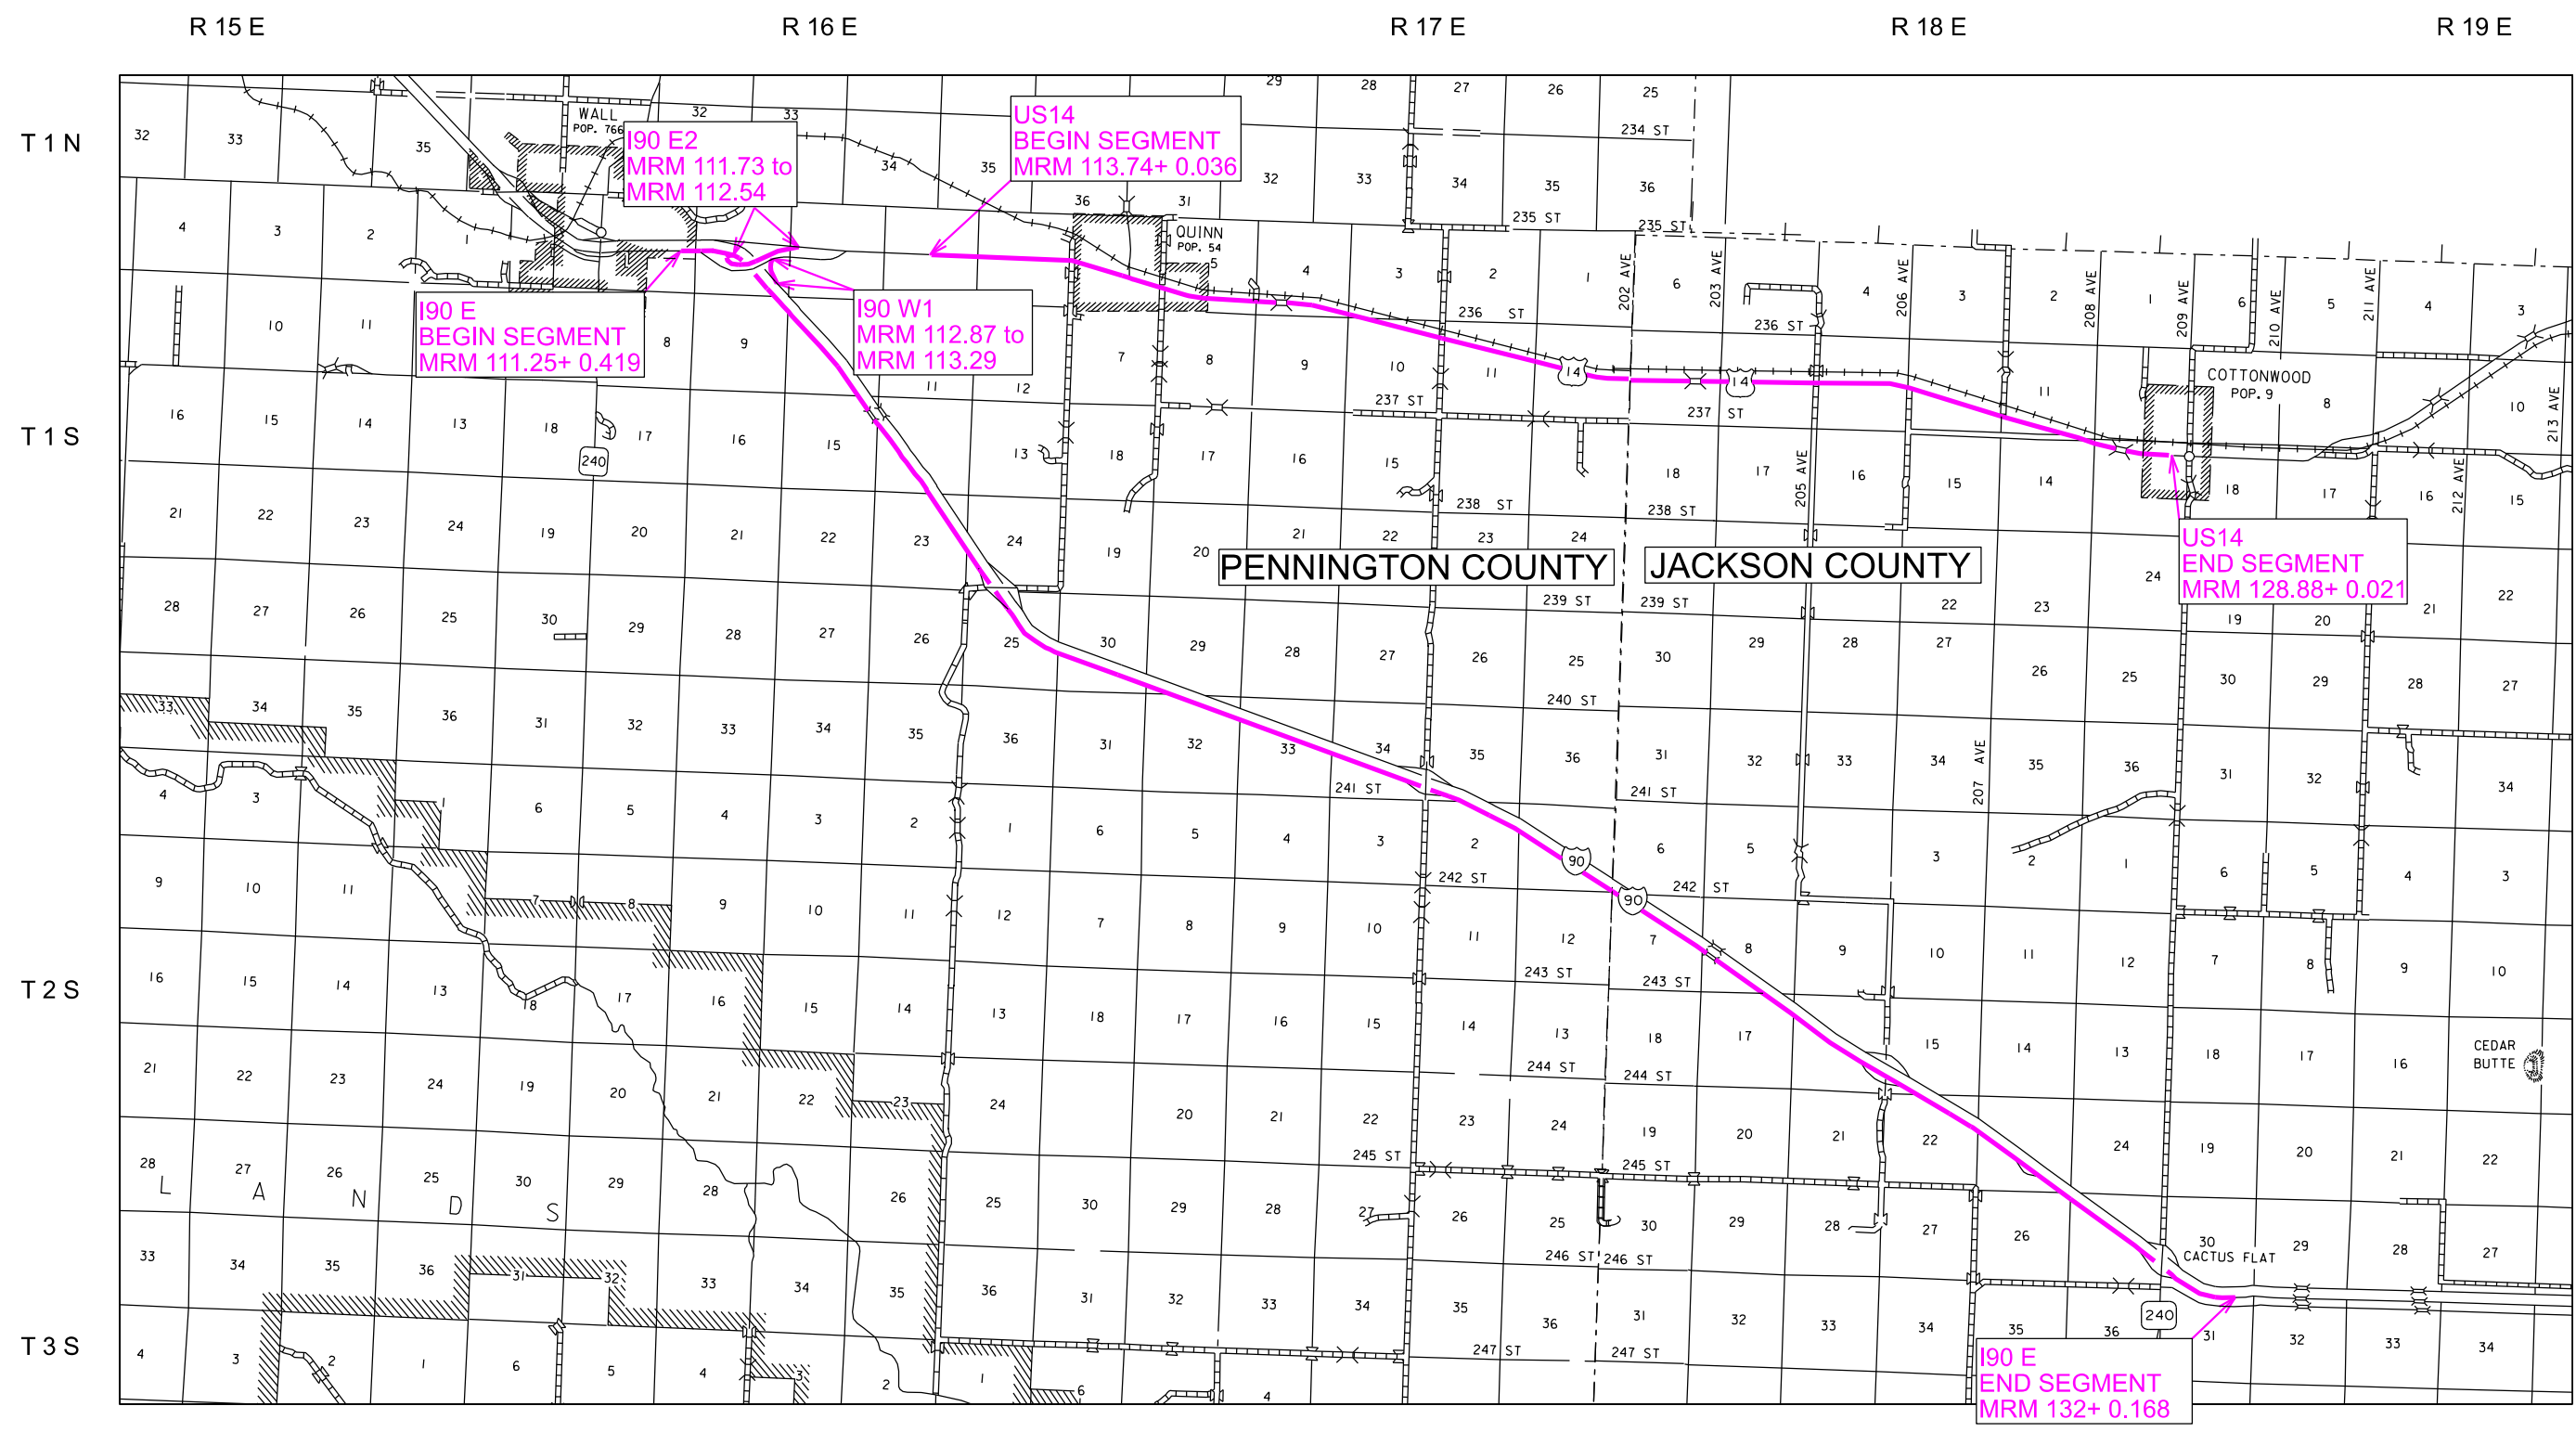 R 15 E
R 16 E
R 17 E
R 18 E
R 19 E
T 1 N
T 1 S
T 2 S
T 3 S
WALL
POP. 766
I90 E2
MRM 111.73 to
MRM 112.54
US14
BEGIN SEGMENT
MRM 113.74+ 0.036
I90 E
BEGIN SEGMENT
MRM 111.25+ 0.419
I90 W1
MRM 112.87 to
MRM 113.29
QUINN
POP. 54
234 ST
235 ST
235 ST
236 ST
236 ST
237 ST
237 ST
238 ST
238 ST
239 ST
239 ST
240 ST
241 ST
241 ST
242 ST
242 ST
243 ST
243 ST
244 ST
244 ST
245 ST
245 ST
246 ST
246 ST
247 ST
247 ST
202 AVE
203 AVE
205 AVE
206 AVE
207 AVE
208 AVE
209 AVE
210 AVE
211 AVE
212 AVE
213 AVE
14
14
COTTONWOOD
POP. 9
240
PENNINGTON COUNTY
JACKSON COUNTY
US14
END SEGMENT
MRM 128.88+ 0.021
90
90
CEDAR
BUTTE
L A N D S
CACTUS FLAT
240
I90 E
END SEGMENT
MRM 132+ 0.168